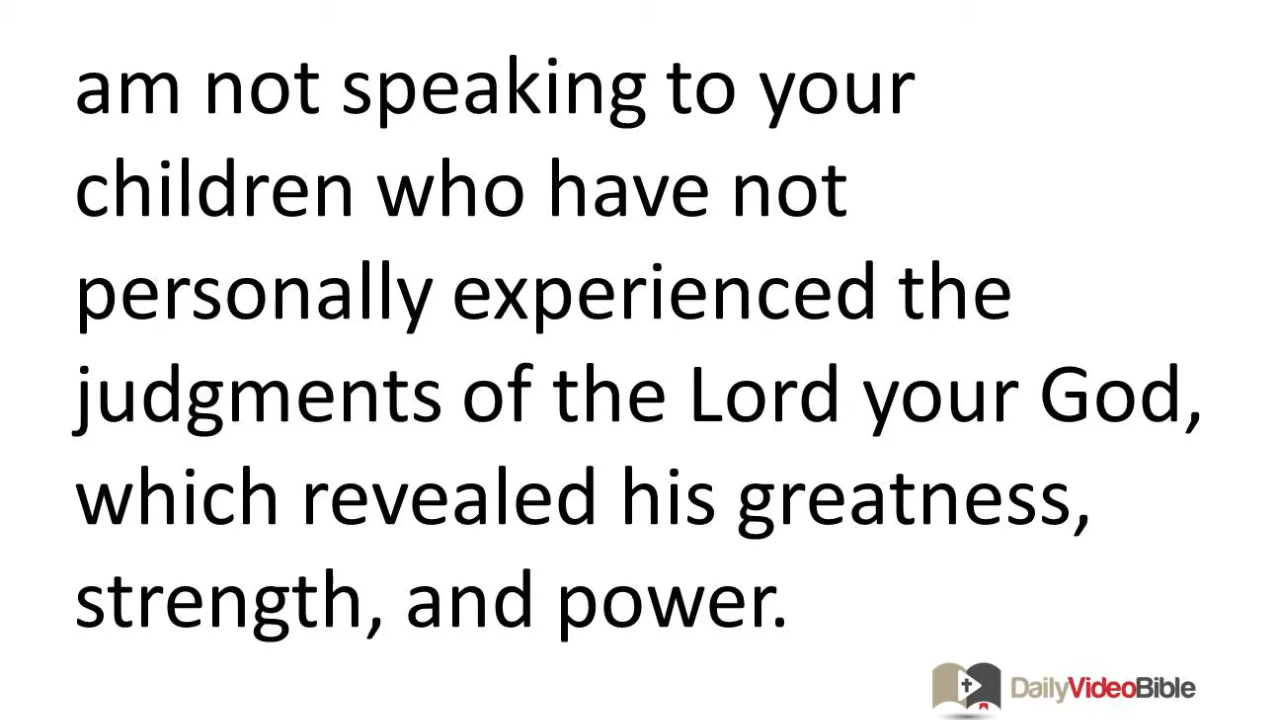 am not speaking to your
children who have not
personally experienced the
judgments of the Lord your God,
which revealed his greatness,
strength, and power.
DailyVideoBible